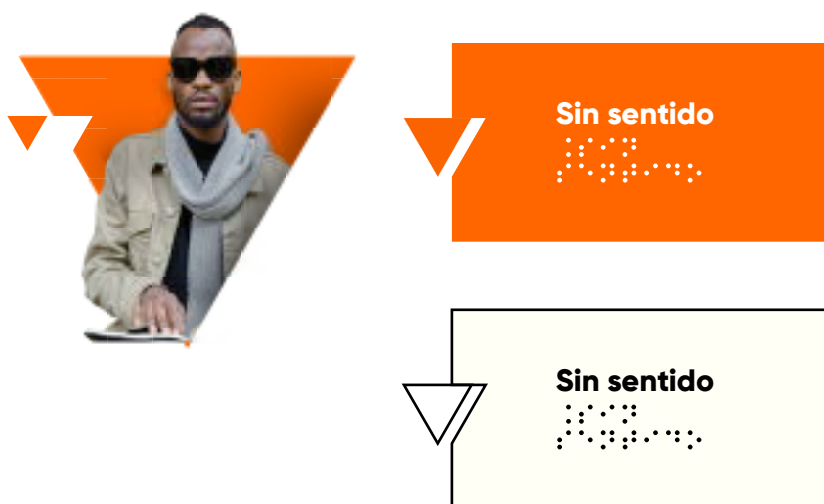 Sin sentido
⠨⠎⠊⠝
⠎⠑⠝⠞⠊⠙⠕
Sin sentido
⠨⠎⠊⠝
⠎⠑⠝⠞⠊⠙⠕